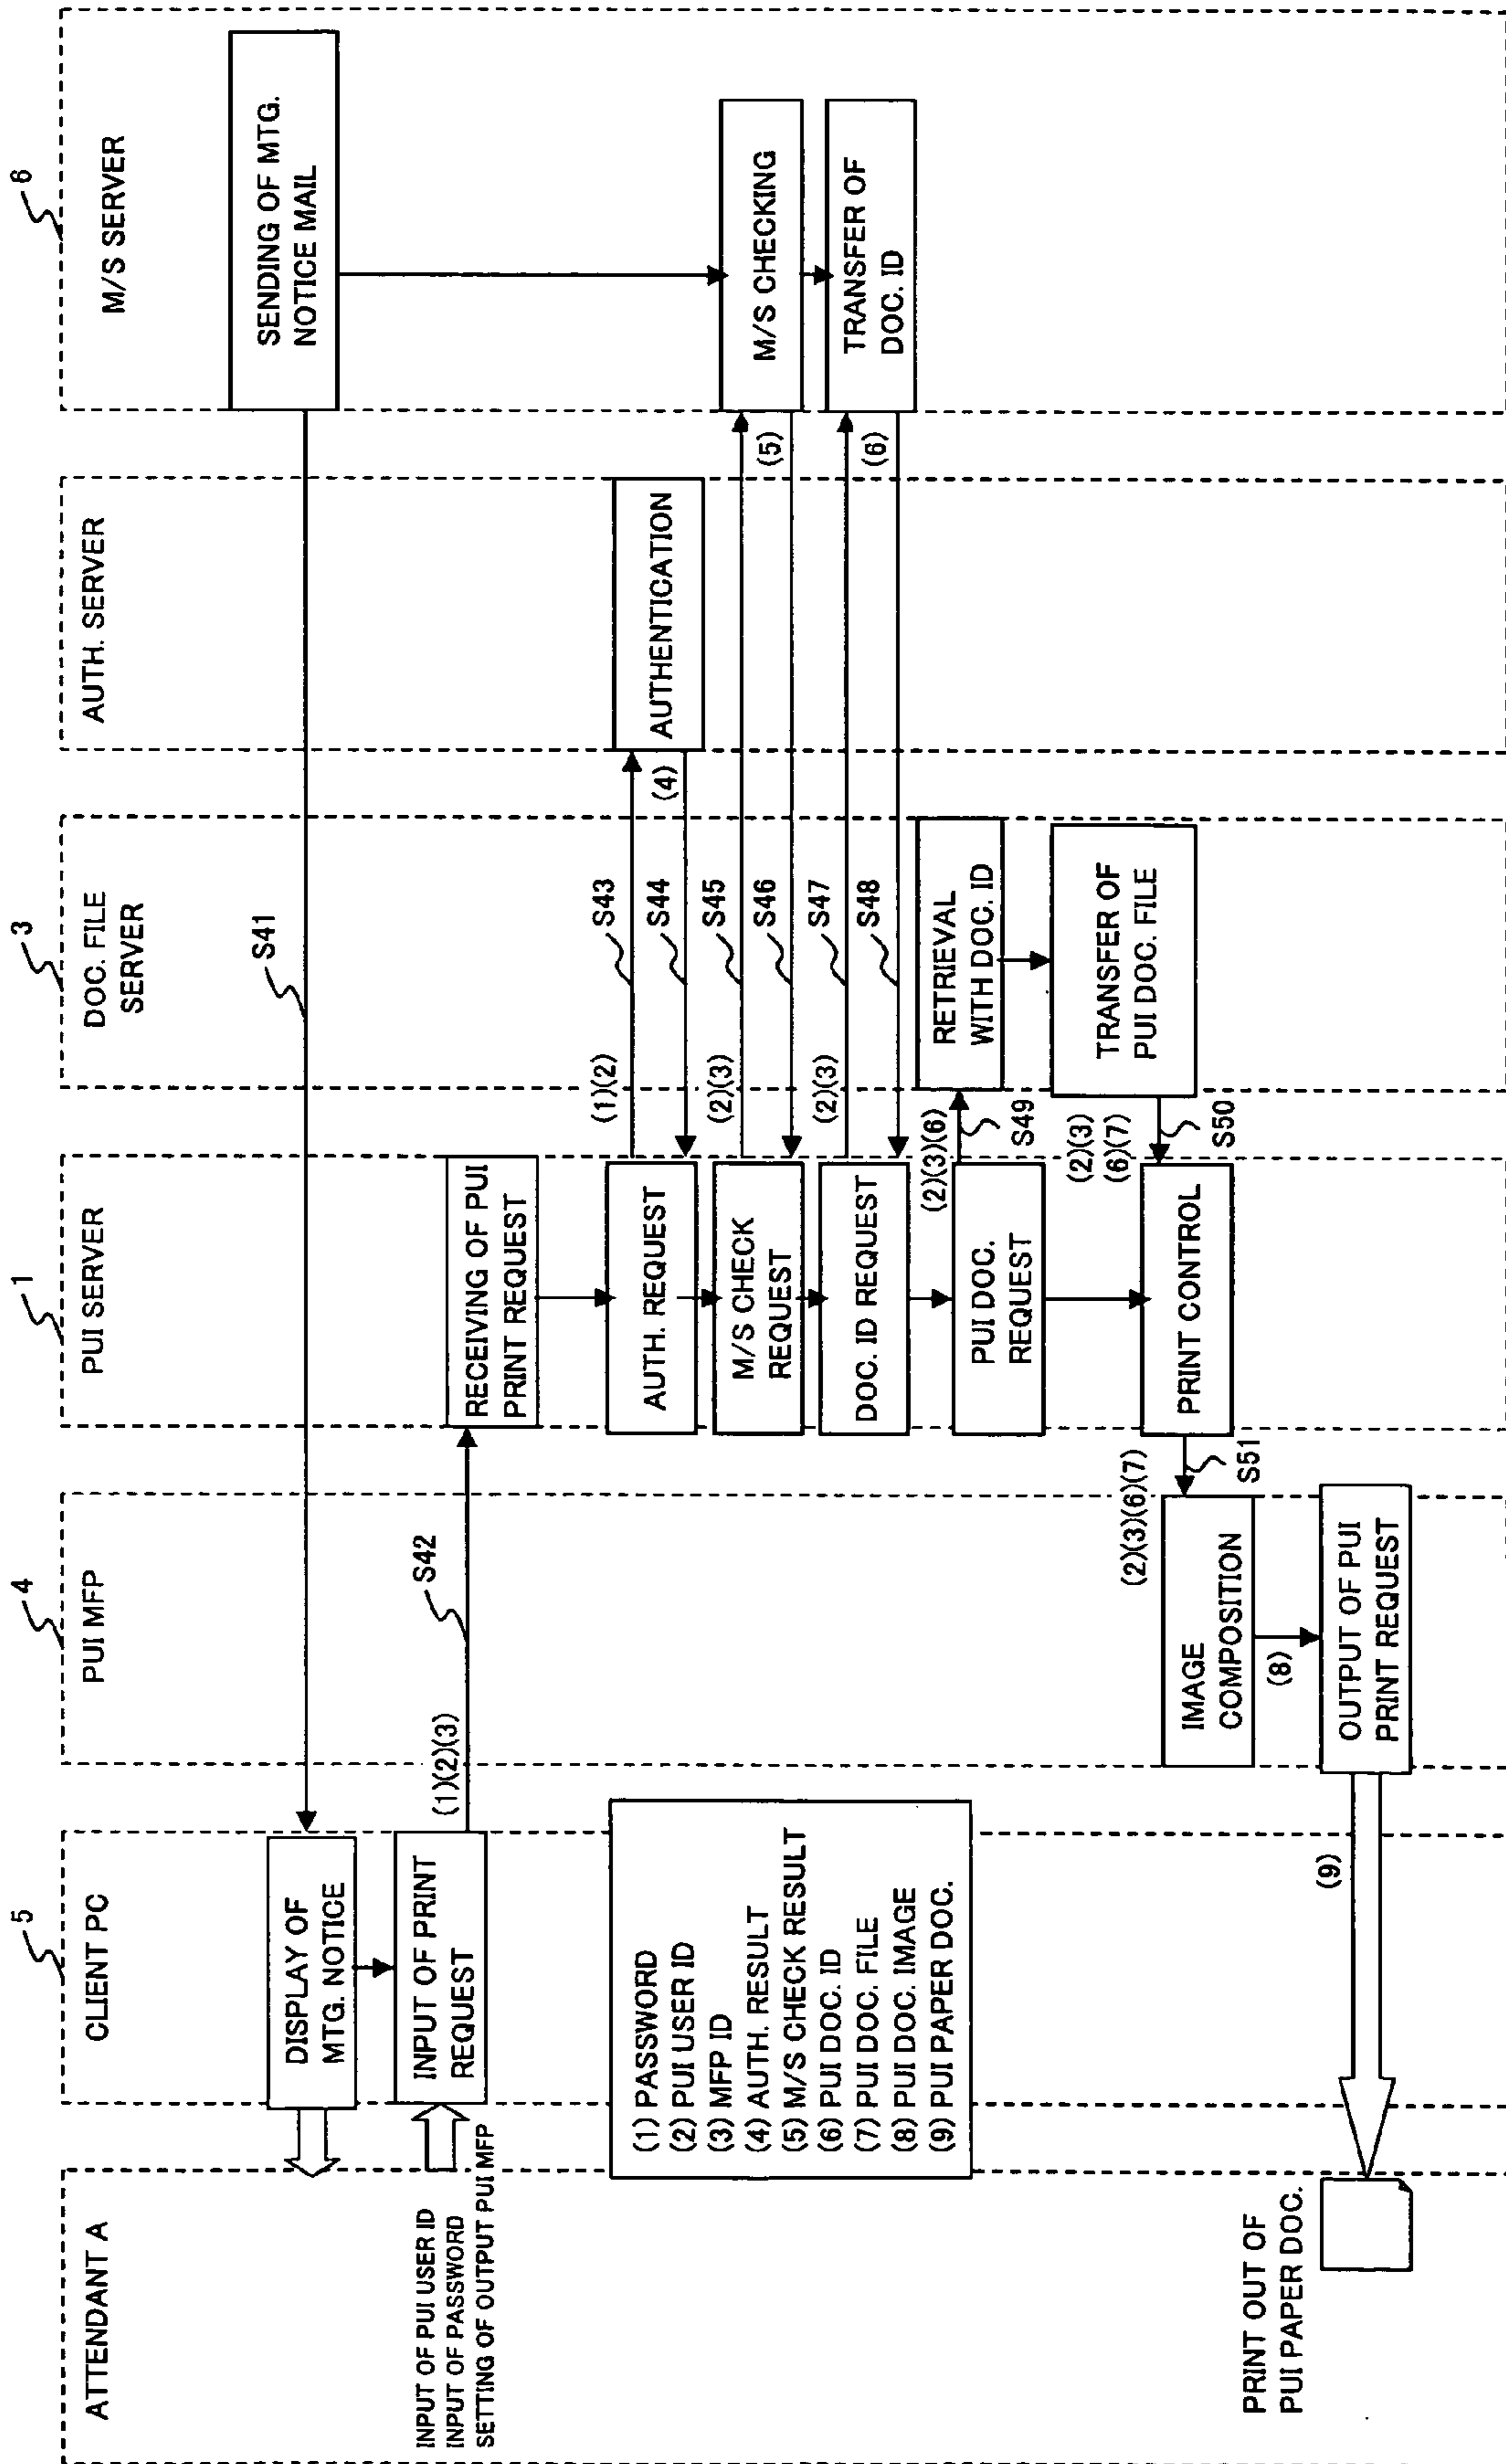 ATTENDANT A
5
CLIENT PC
4
PUI MFP
1
PUI SERVER
3
DOC. FILE
SERVER
AUTH. SERVER
6
M/S SERVER
SENDING OF MTG.
NOTICE MAIL
S41
DISPLAY OF
MTG. NOTICE
INPUT OF PUI USER ID
INPUT OF PASSWORD
SETTING OF OUTPUT PUI MFP
INPUT OF PRINT
REQUEST
(1)(2)(3)
S42
RECEIVING OF PUI
PRINT REQUEST
AUTH. REQUEST
(1)(2)
S43
AUTHENTICATION
(4)
S44
M/S CHECK
REQUEST
(2)(3)
S45
M/S CHECKING
(5)
S46
DOC. ID REQUEST
(2)(3)
S47
TRANSFER OF
DOC. ID
(6)
S48
PUI DOC.
REQUEST
(2)(3)(6)
S49
RETRIEVAL
WITH DOC. ID
TRANSFER OF
PUI DOC. FILE
(2)(3)
(6)(7)
S50
PRINT CONTROL
(2)(3)(6)(7)
S51
IMAGE
COMPOSITION
(8)
OUTPUT OF PUI
PRINT REQUEST
(9)
PRINT OUT OF
PUI PAPER DOC.
(1) PASSWORD
(2) PUI USER ID
(3) MFP ID
(4) AUTH. RESULT
(5) M/S CHECK RESULT
(6) PUI DOC. ID
(7) PUI DOC. FILE
(8) PUI DOC. IMAGE
(9) PUI PAPER DOC.